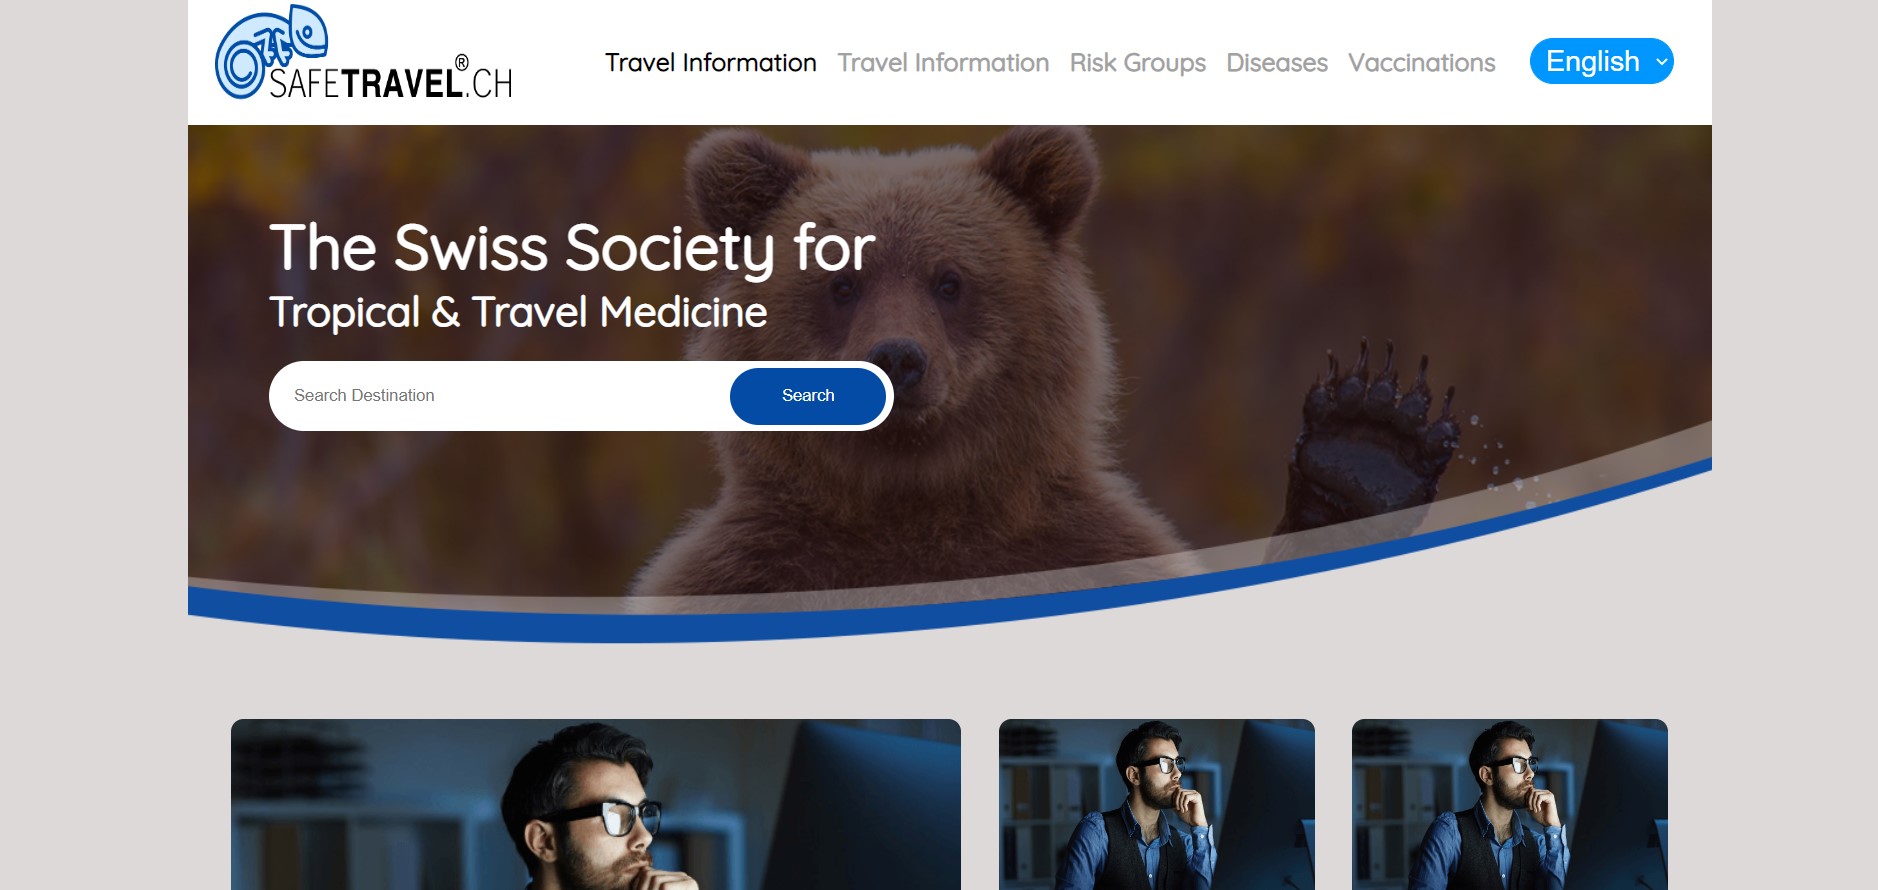 SAFETRAVEL®.CH
Travel Information Travel Information Risk Groups Diseases Vaccinations English
The Swiss Society for
Tropical & Travel Medicine
Search Destination Search